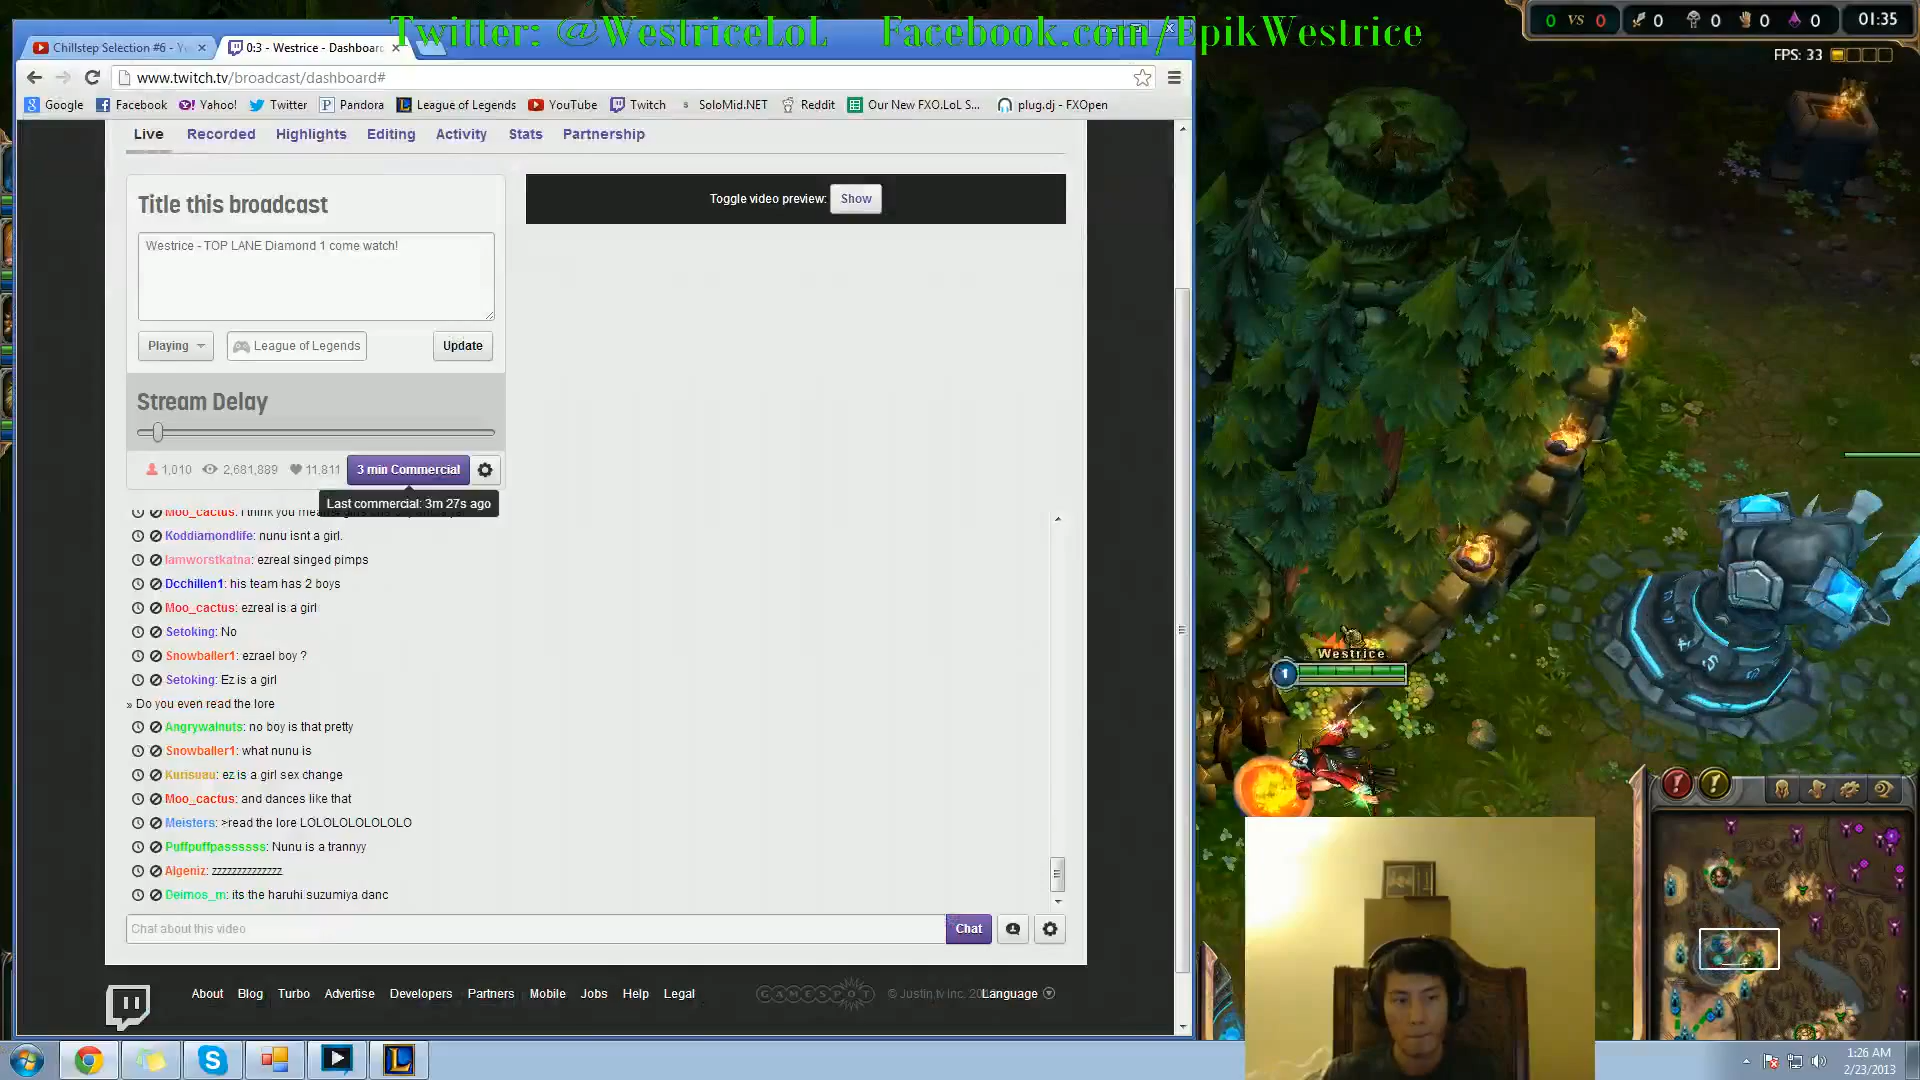 Twitter: @WestriceLoL Facebook.com/EpikWestrice
0 VS 0 0 0 0 0 01:35
FPS: 33
Chillstep Selection #6 - Y
0:3 - Westrice - Dashboard
www.twitch.tv/broadcast/dashboard#
Google Facebook Yahoo! Twitter Pandora League of Legends YouTube Twitch SoloMid.NET Reddit Our New FXO.LoL S... plug.dj - FXOpen
Live Recorded Highlights Editing Activity Stats Partnership
Title this broadcast
Toggle video preview: Show
Westrice - TOP LANE Diamond 1 come watch!
Playing League of Legends Update
Stream Delay
1,010 2,681,889 11,811 3 min Commercial
Last commercial: 3m 27s ago
Moo_cactus: i think you mean
Koddiamondlife: nunu isnt a girl.
Iamworstkatna: ezreal singed pimps
Dcchillen1: his team has 2 boys
Moo_cactus: ezreal is a girl
Setoking: No
Snowballer1: ezrael boy ?
Setoking: Ez is a girl
» Do you even read the lore
Angrywalnuts: no boy is that pretty
Snowballer1: what nunu is
Kurisuau: ez is a girl sex change
Moo_cactus: and dances like that
Meisters: >read the lore LOLOLOLOLOLOLO
Puffpuffpassssss: Nunu is a trannyy
Algeniz: zzzzzzzzzzzzzz
Deimos_m: its the haruhi suzumiya danc
Chat about this video Chat
About Blog Turbo Advertise Developers Partners Mobile Jobs Help Legal GAMESPOT © Justin.tv Inc. Language
Westrice
1
1:26 AM
2/23/2013